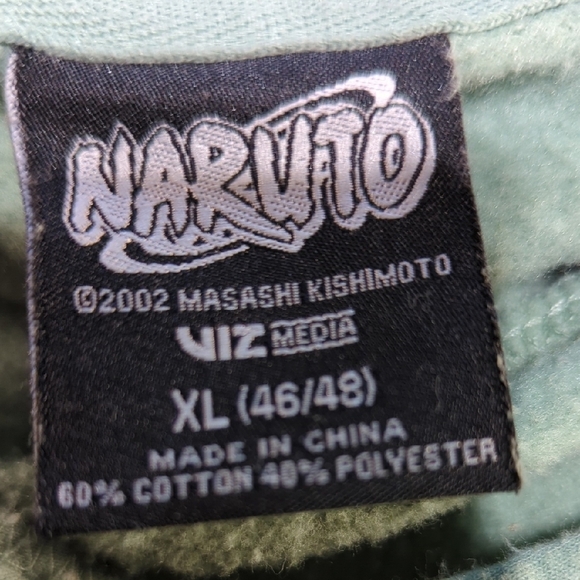 NARUTO
©2002 MASASHI KISHIMOTO
VIZ MEDIA
XL (46/48)
MADE IN CHINA
60% COTTON 40% POLYESTER